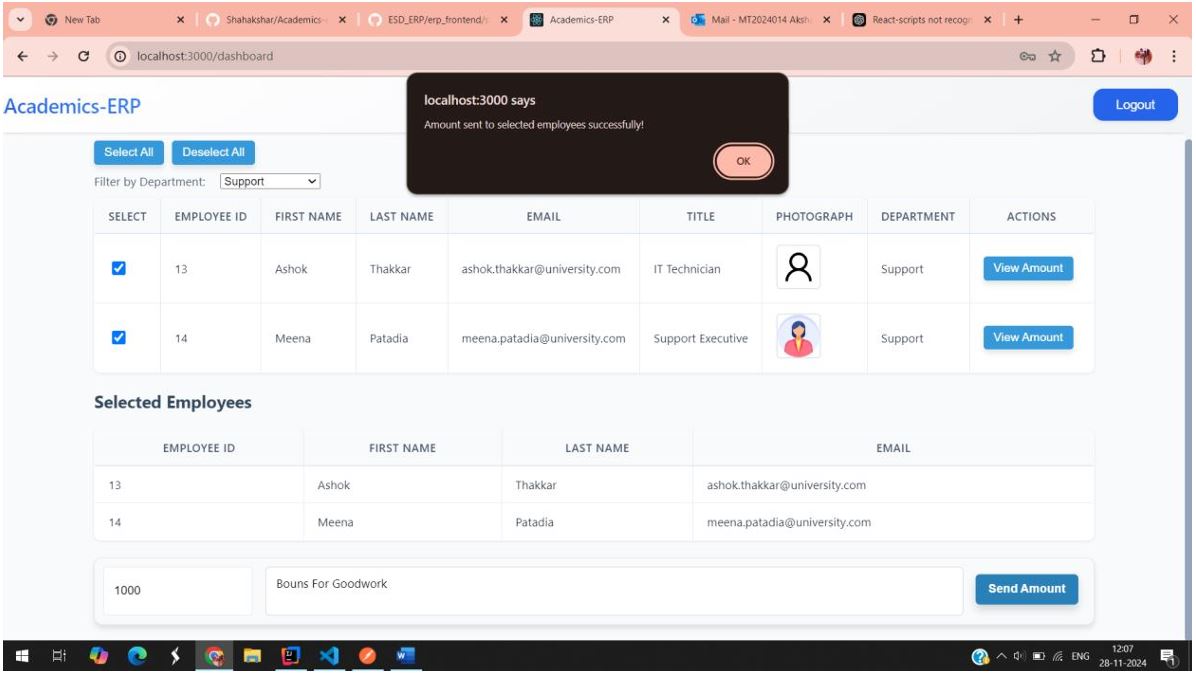 New Tab
Shahakshar/Academics-
ESD_ERP/erp_frontend/s
Academics-ERP
Mail - MT2024014 Aksh
React-scripts not recogn
localhost:3000/dashboard
Academics-ERP
Logout
localhost:3000 says
Amount sent to selected employees successfully!
OK
Select All Deselect All
Filter by Department: Support
SELECT EMPLOYEE ID FIRST NAME LAST NAME EMAIL TITLE PHOTOGRAPH DEPARTMENT ACTIONS
13 Ashok Thakkar ashok.thakkar@university.com IT Technician Support View Amount
14 Meena Patadia meena.patadia@university.com Support Executive Support View Amount
Selected Employees
EMPLOYEE ID FIRST NAME LAST NAME EMAIL
13 Ashok Thakkar ashok.thakkar@university.com
14 Meena Patadia meena.patadia@university.com
1000 Bouns For Goodwork Send Amount
ENG 12:07
28-11-2024
1